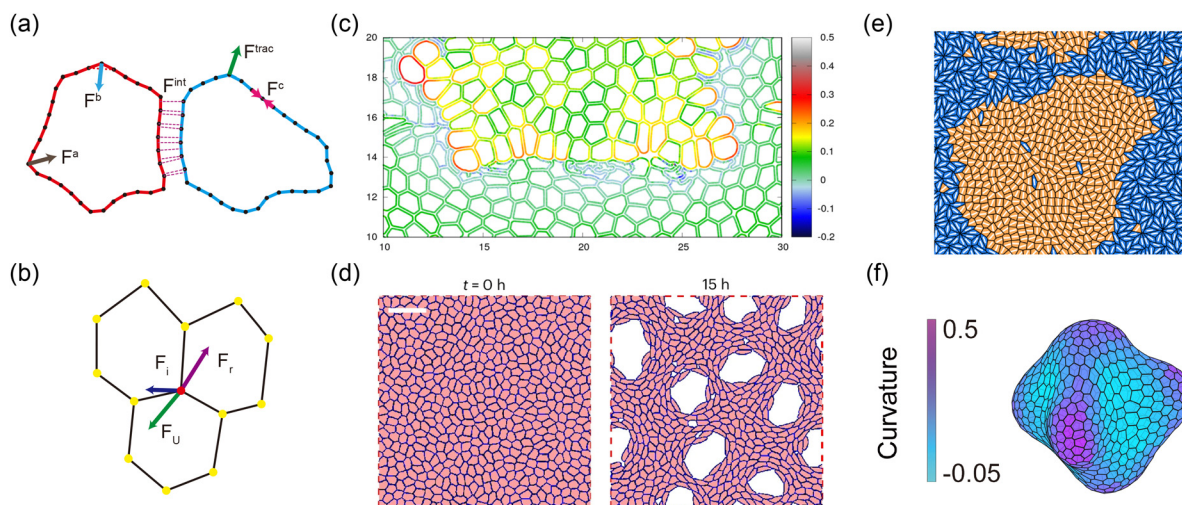 (a)
F^trac
F^int
F^b
F^c
F^a
(b)
F_i
F_r
F_U
(c)
20
18
16
14
12
10
10
15
20
25
30
0.5
0.4
0.3
0.2
0.1
0
-0.1
-0.2
(d)
t = 0 h
15 h
(e)
(f)
Curvature
0.5
-0.05